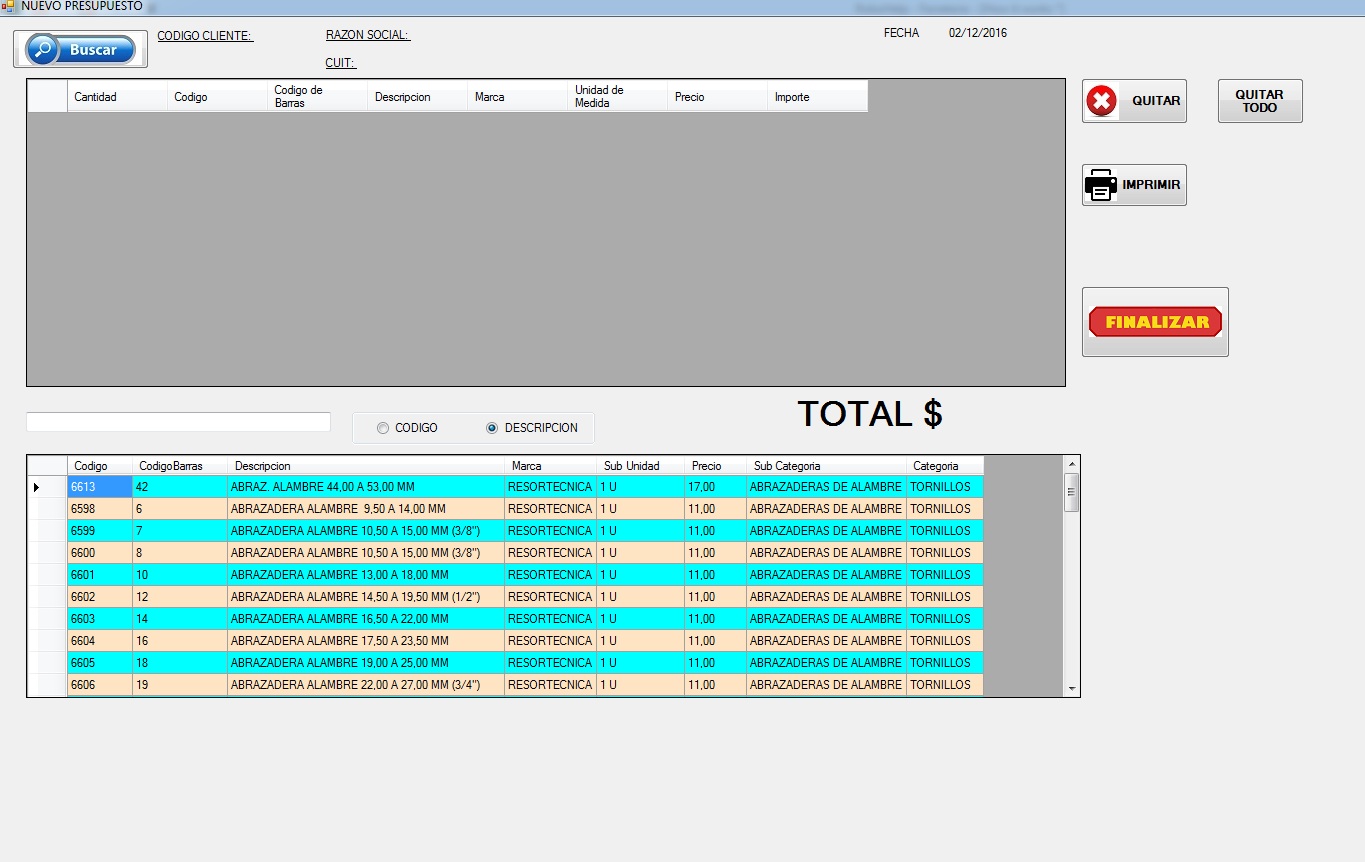 NUEVO PRESUPUESTO
Buscar
CODIGO CLIENTE:
RAZON SOCIAL:
FECHA 02/12/2016
CUIT:
Cantidad Codigo Codigo de Barras Descripcion Marca Unidad de Medida Precio Importe
QUITAR
QUITAR
TODO
IMPRIMIR
FINALIZAR
TOTAL $
CODIGO DESCRIPCION
Codigo CodigoBarras Descripcion Marca Sub Unidad Precio Sub Categoria Categoria
6613 42 ABRAZ. ALAMBRE 44,00 A 53,00 MM RESORTECNICA 1 U 17,00 ABRAZADERAS DE ALAMBRE TORNILLOS
6598 6 ABRAZADERA ALAMBRE 9,50 A 14,00 MM RESORTECNICA 1 U 11,00 ABRAZADERAS DE ALAMBRE TORNILLOS
6599 7 ABRAZADERA ALAMBRE 10,50 A 15,00 MM (3/8") RESORTECNICA 1 U 11,00 ABRAZADERAS DE ALAMBRE TORNILLOS
6600 8 ABRAZADERA ALAMBRE 10,50 A 15,00 MM (3/8") RESORTECNICA 1 U 11,00 ABRAZADERAS DE ALAMBRE TORNILLOS
6601 10 ABRAZADERA ALAMBRE 13,00 A 18,00 MM RESORTECNICA 1 U 11,00 ABRAZADERAS DE ALAMBRE TORNILLOS
6602 12 ABRAZADERA ALAMBRE 14,50 A 19,50 MM (1/2") RESORTECNICA 1 U 11,00 ABRAZADERAS DE ALAMBRE TORNILLOS
6603 14 ABRAZADERA ALAMBRE 16,50 A 22,00 MM RESORTECNICA 1 U 11,00 ABRAZADERAS DE ALAMBRE TORNILLOS
6604 16 ABRAZADERA ALAMBRE 17,50 A 23,50 MM RESORTECNICA 1 U 11,00 ABRAZADERAS DE ALAMBRE TORNILLOS
6605 18 ABRAZADERA ALAMBRE 19,00 A 25,00 MM RESORTECNICA 1 U 11,00 ABRAZADERAS DE ALAMBRE TORNILLOS
6606 19 ABRAZADERA ALAMBRE 22,00 A 27,00 MM (3/4") RESORTECNICA 1 U 11,00 ABRAZADERAS DE ALAMBRE TORNILLOS